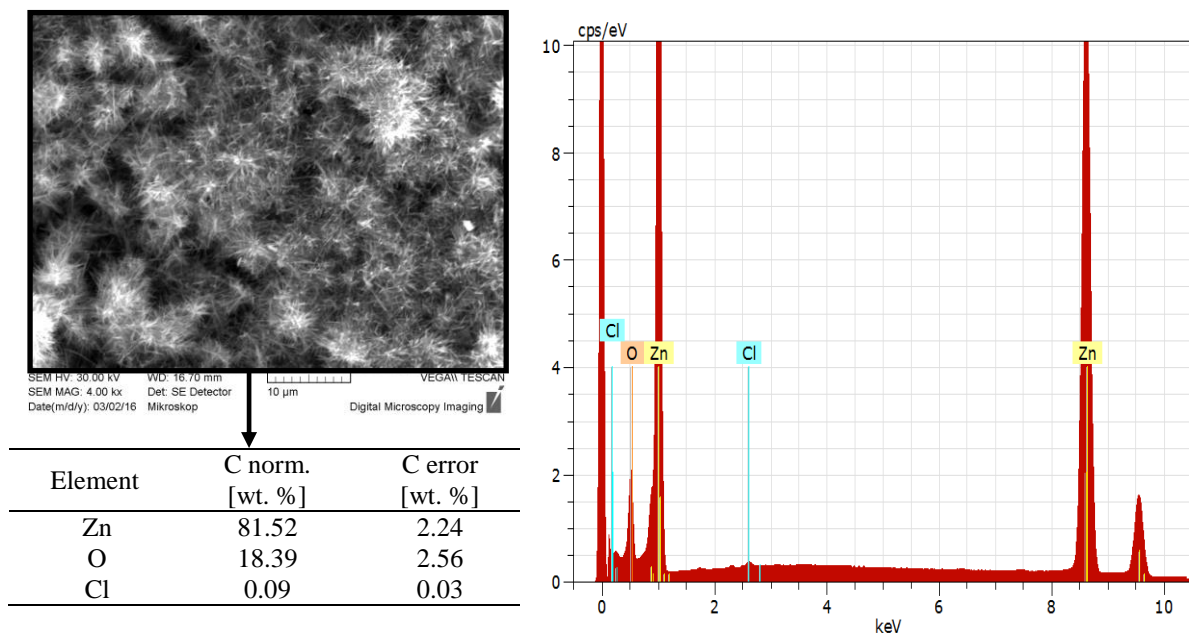 SEM HV: 30.00 kV WD: 16.70 mm VEGA\\ TESCAN
SEM MAG: 4.00 kx Det: SE Detector 10 µm
Date(m/d/y): 03/02/16 Mikroskop Digital Microscopy Imaging
Element C norm. [wt. %] C error [wt. %]
Zn 81.52 2.24
O 18.39 2.56
Cl 0.09 0.03
cps/eV
10
8
6
Cl
O Zn Cl Zn
4
2
0
0 2 4 6 8 10
keV